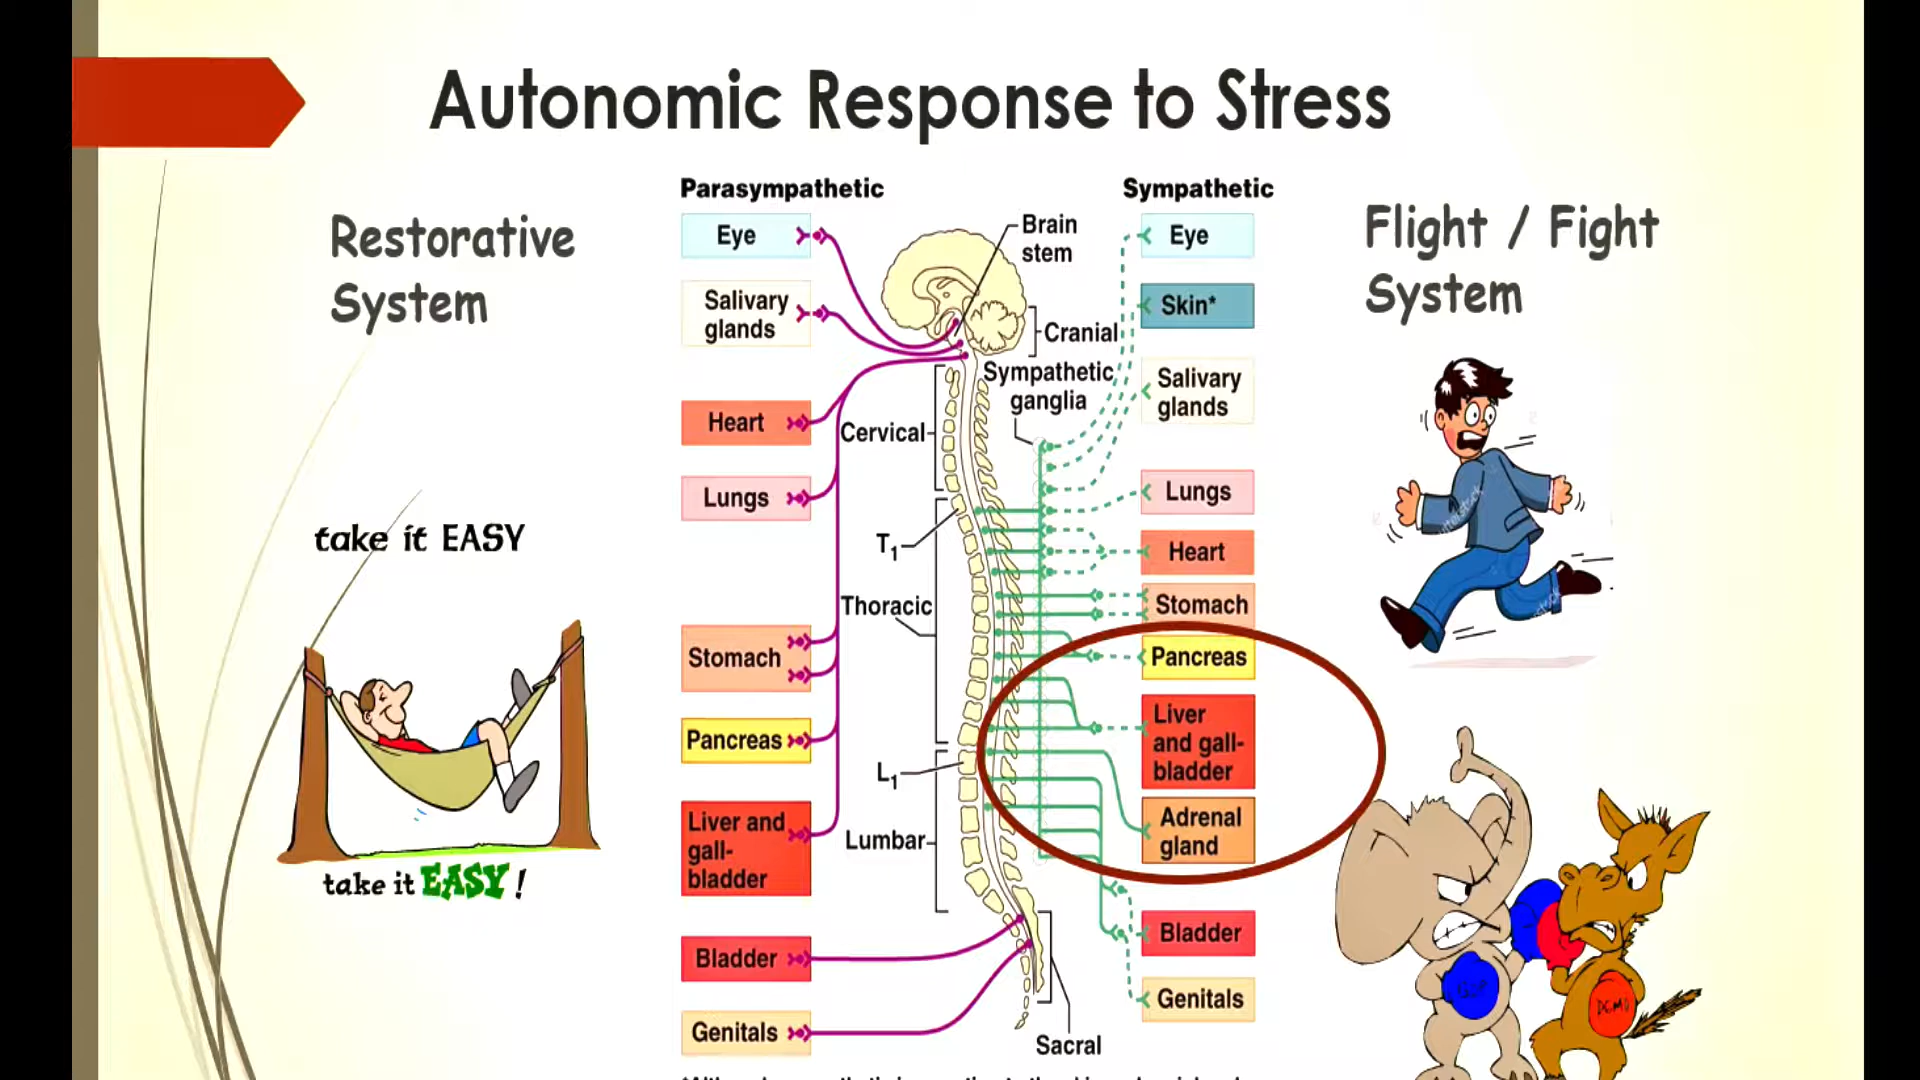 Autonomic Response to Stress
Restorative
System
take it EASY
take it EASY!
Parasympathetic
Eye
Salivary
glands
Heart
Lungs
Stomach
Pancreas
Liver and
gall-
bladder
Bladder
Genitals
Brain
stem
Cranial
Sympathetic
ganglia
Cervical
T1
Thoracic
L1
Lumbar
Sacral
Sympathetic
Eye
Skin*
Salivary
glands
Lungs
Heart
Stomach
Pancreas
Liver
and gall-
bladder
Adrenal
gland
Bladder
Genitals
Flight / Fight
System
GOP